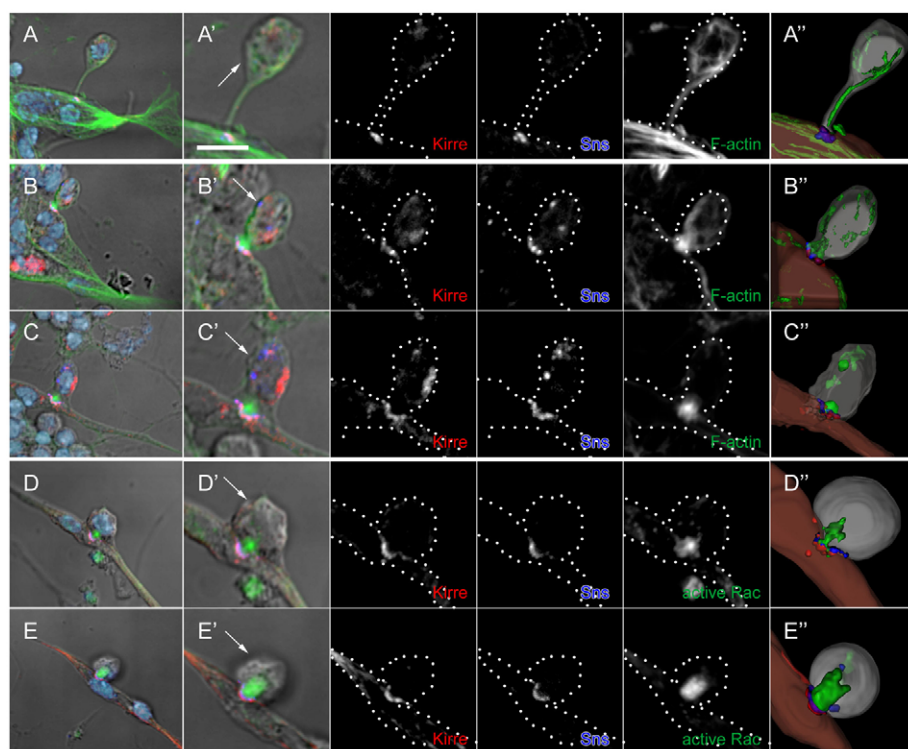 A A' Kirre Sns F-actin A"
B B' Kirre Sns F-actin B"
C C' Kirre Sns F-actin C"
D D' Kirre Sns active Rac D"
E E' Kirre Sns active Rac E"